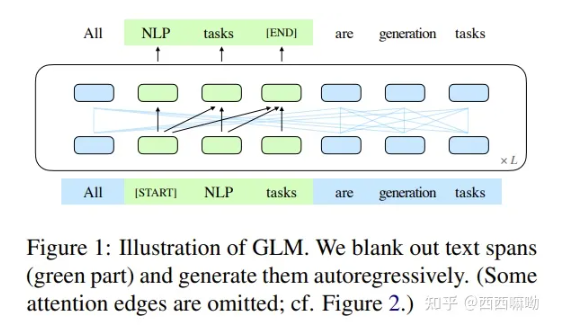 All NLP tasks [END] are generation tasks
× L
All [START] NLP tasks are generation tasks
Figure 1: Illustration of GLM. We blank out text spans
(green part) and generate them autoregressively. (Some
attention edges are omitted; cf. Figure 2.)
知乎 @西西嘛呦